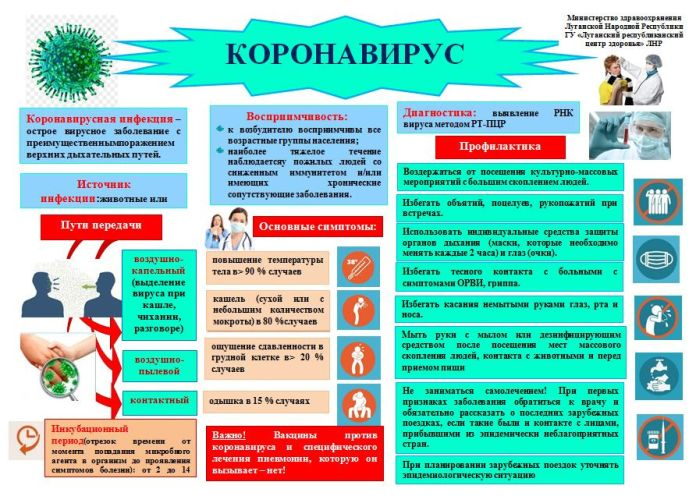 КОРОНАВИРУС
Министерство здравоохранения
Луганской Народной Республики
ГУ «Луганский республиканский
центр здоровья» ЛНР
Коронавирусная инфекция –
острое вирусное заболевание с
преимущественнымпоражением
верхних дыхательных путей.
Источник
инфекции:животные или
Пути передачи
воздушно-
капельный
(выделение
вируса при
кашле,
чихании,
разговоре)
воздушно-
пылевой
контактный
Инкубационный
период(отрезок времени от
момента попадания микробного
агента в организм до проявления
симптомов болезни): от 2 до 14
Восприимчивость:
к возбудителю восприимчивы все
возрастные группы населения;
наиболее тяжелое течение
наблюдаетсяу пожилых людей со
сниженным иммунитетом и/или
имеющих хронические
сопутствующие заболевания.
Основные симптомы:
повышение температуры
тела в> 90 % случаев
38°
кашель (сухой или с
небольшим количеством
мокроты) в 80 %случаев
ощущение сдавленности в
грудной клетке в> 20 %
случаев
одышка в 15 % случаях
Важно! Вакцины против
коронавируса и специфического
лечения пневмонии, которую он
вызывает – нет!
Диагностика: выявление РНК
вируса методом РТ-ПЦР
Профилактика
Воздержаться от посещения культурно-массовых
мероприятий с большим скоплением людей.
Избегать объятий, поцелуев, рукопожатий при
встречах.
Использовать индивидуальные средства защиты
органов дыхания (маски, которые необходимо
менять каждые 2 часа) и глаз (очки).
Избегать тесного контакта с больными с
симптомами ОРВИ, гриппа.
Избегать касания немытыми руками глаз, рта и
носа.
Мыть руки с мылом или дезинфицирующим
средством после посещения мест массового
скопления людей, контакта с животными и перед
приемом пищи
Не заниматься самолечением! При первых
признаках заболевания обратиться к врачу и
обязательно рассказать о последних зарубежных
поездках, если такие были и контакте с лицами,
прибывшими из эпидемически неблагоприятных
стран.
При планировании зарубежных поездок уточнять
эпидемиологическую ситуацию